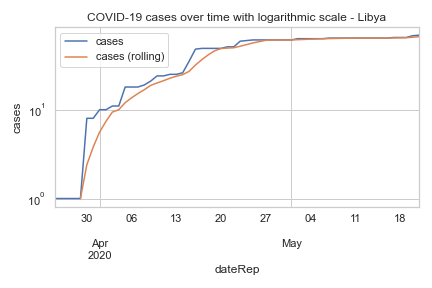 COVID-19 cases over time with logarithmic scale - Libya
cases
cases (rolling)
cases
10¹
10⁰
30 06 13 20 27 04 11 18
Apr May
2020
dateRep